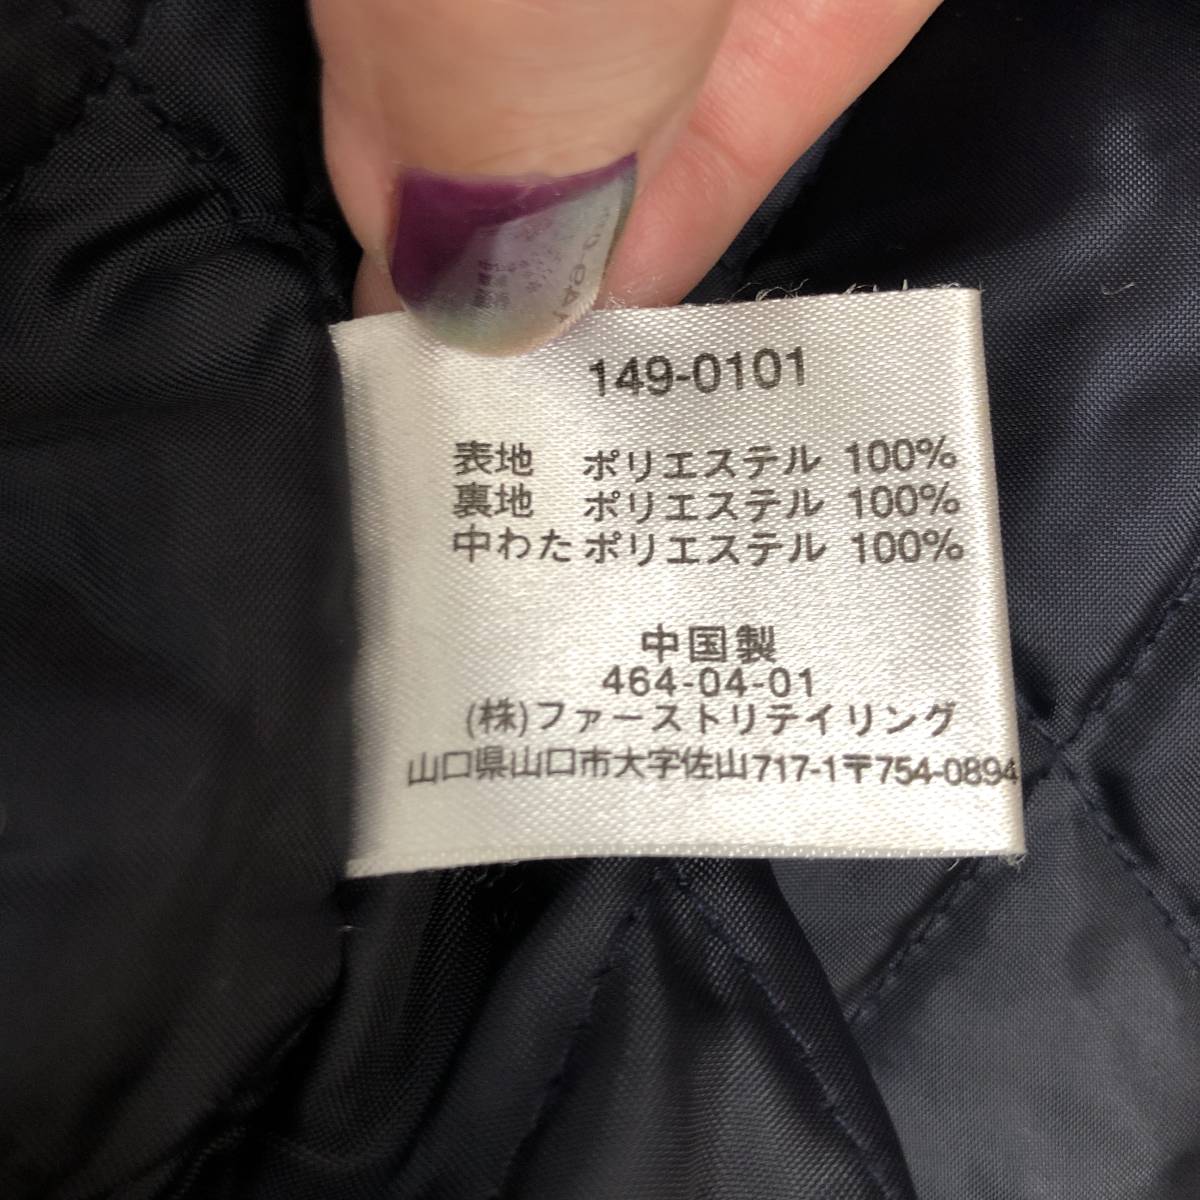 149-0101
表地 ポリエステル 100%
裏地 ポリエステル 100%
中わた ポリエステル 100%
中国製
464-04-01
(株)ファーストリテイリング
山口県山口市大字佐山717-1〒754-0894